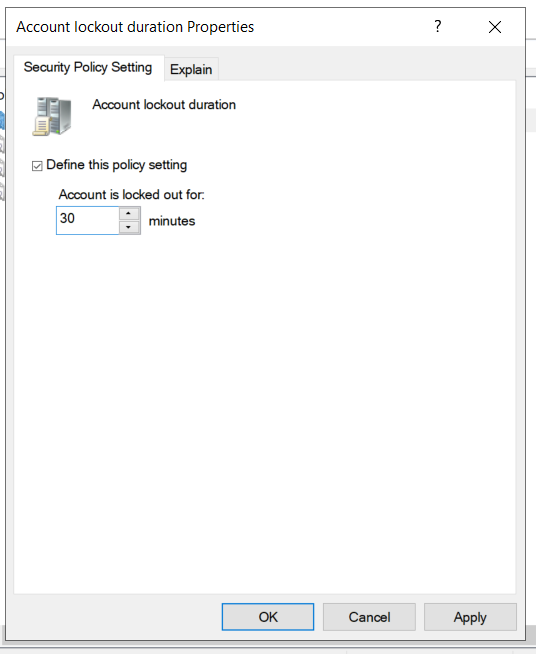 Account lockout duration Properties
?
Security Policy Setting
Explain
Account lockout duration
Define this policy setting
Account is locked out for:
30
minutes
OK
Cancel
Apply